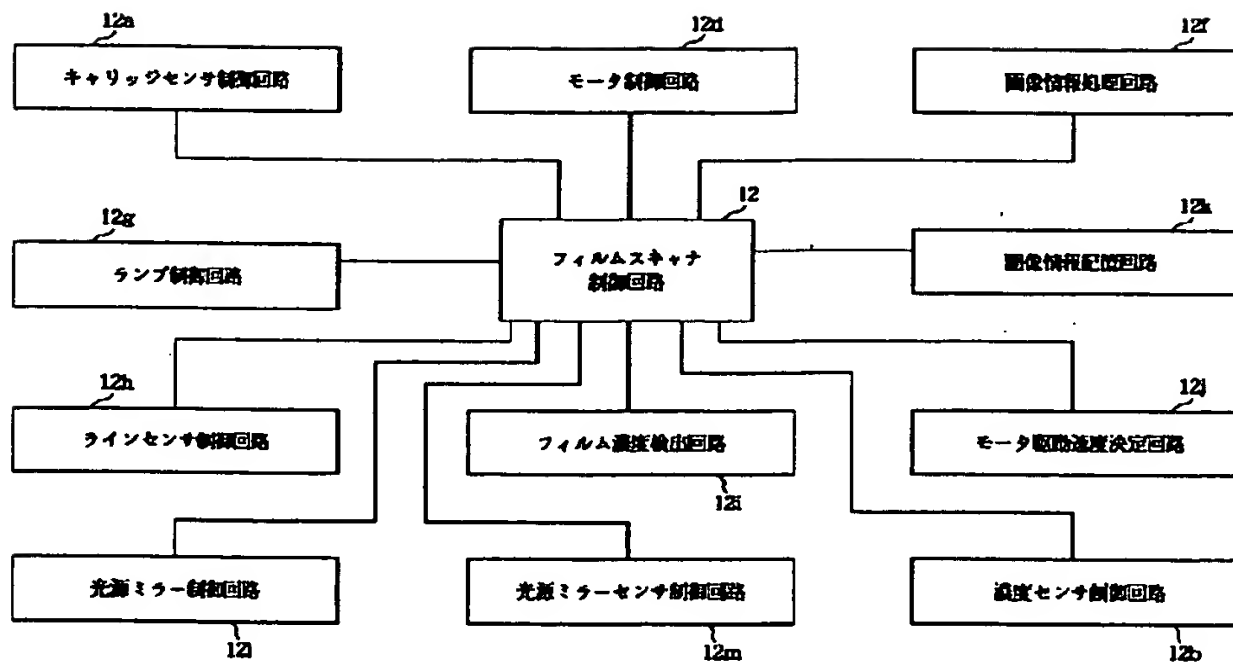 12a
キャリッジセンサ制御回路
12d
モータ制御回路
12f
画像情報処理回路
12g
ランプ制御回路
12
フィルムスキャナ
制御回路
12k
画像情報記憶回路
12h
ラインセンサ制御回路
フィルム濃度検出回路
12i
12j
モータ駆動速度決定回路
光源ミラー制御回路
12l
光源ミラーセンサ制御回路
12m
濃度センサ制御回路
12b